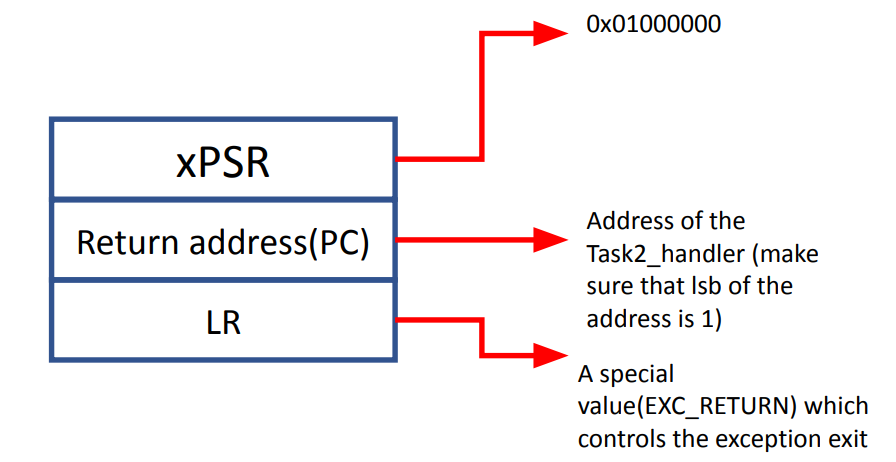 0x01000000
xPSR
Return address(PC)
Address of the
Task2_handler (make
sure that lsb of the
address is 1)
LR
A special
value(EXC_RETURN) which
controls the exception exit